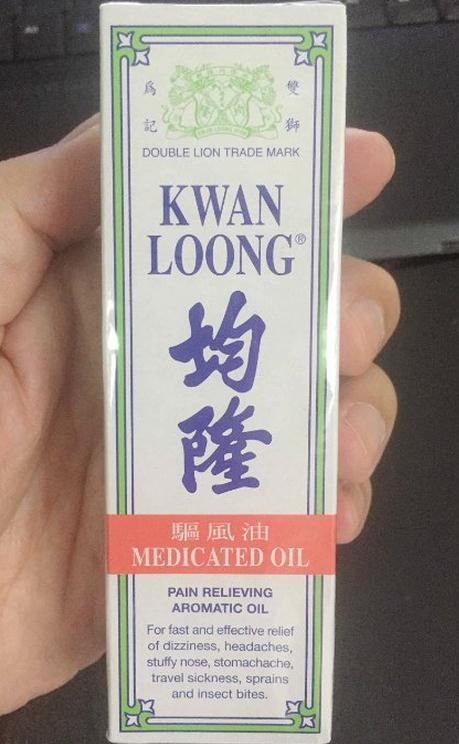 雙獅
為記
DOUBLE LION TRADE MARK
KWAN
LOONG®
均
隆
驅風油
MEDICATED OIL
PAIN RELIEVING
AROMATIC OIL
For fast and effective relief
of dizziness, headaches,
stuffy nose, stomachache,
travel sickness, sprains
and insect bites.